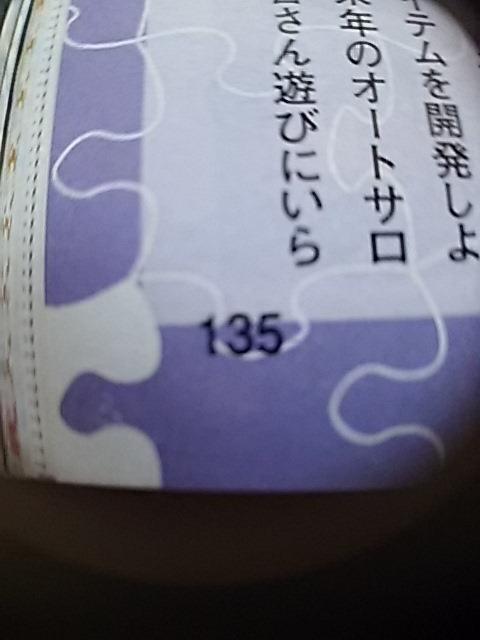 イテムを開発しよ
年のオートサロ
さん遊びにいら
135